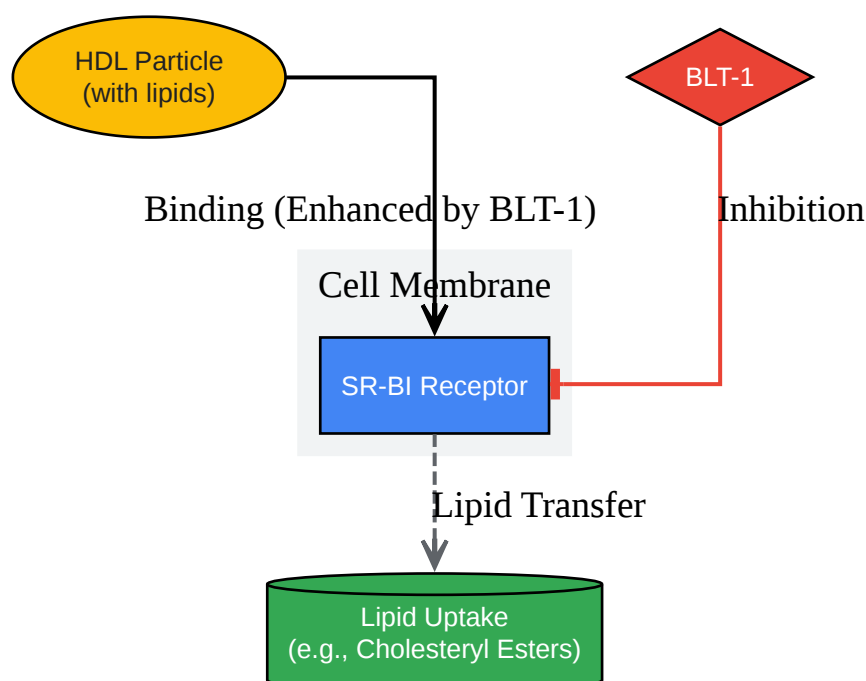 HDL Particle
(with lipids)
BLT-1
Binding (Enhanced by BLT-1)
Inhibition
Cell Membrane
SR-BI Receptor
Lipid Transfer
Lipid Uptake
(e.g., Cholesteryl Esters)